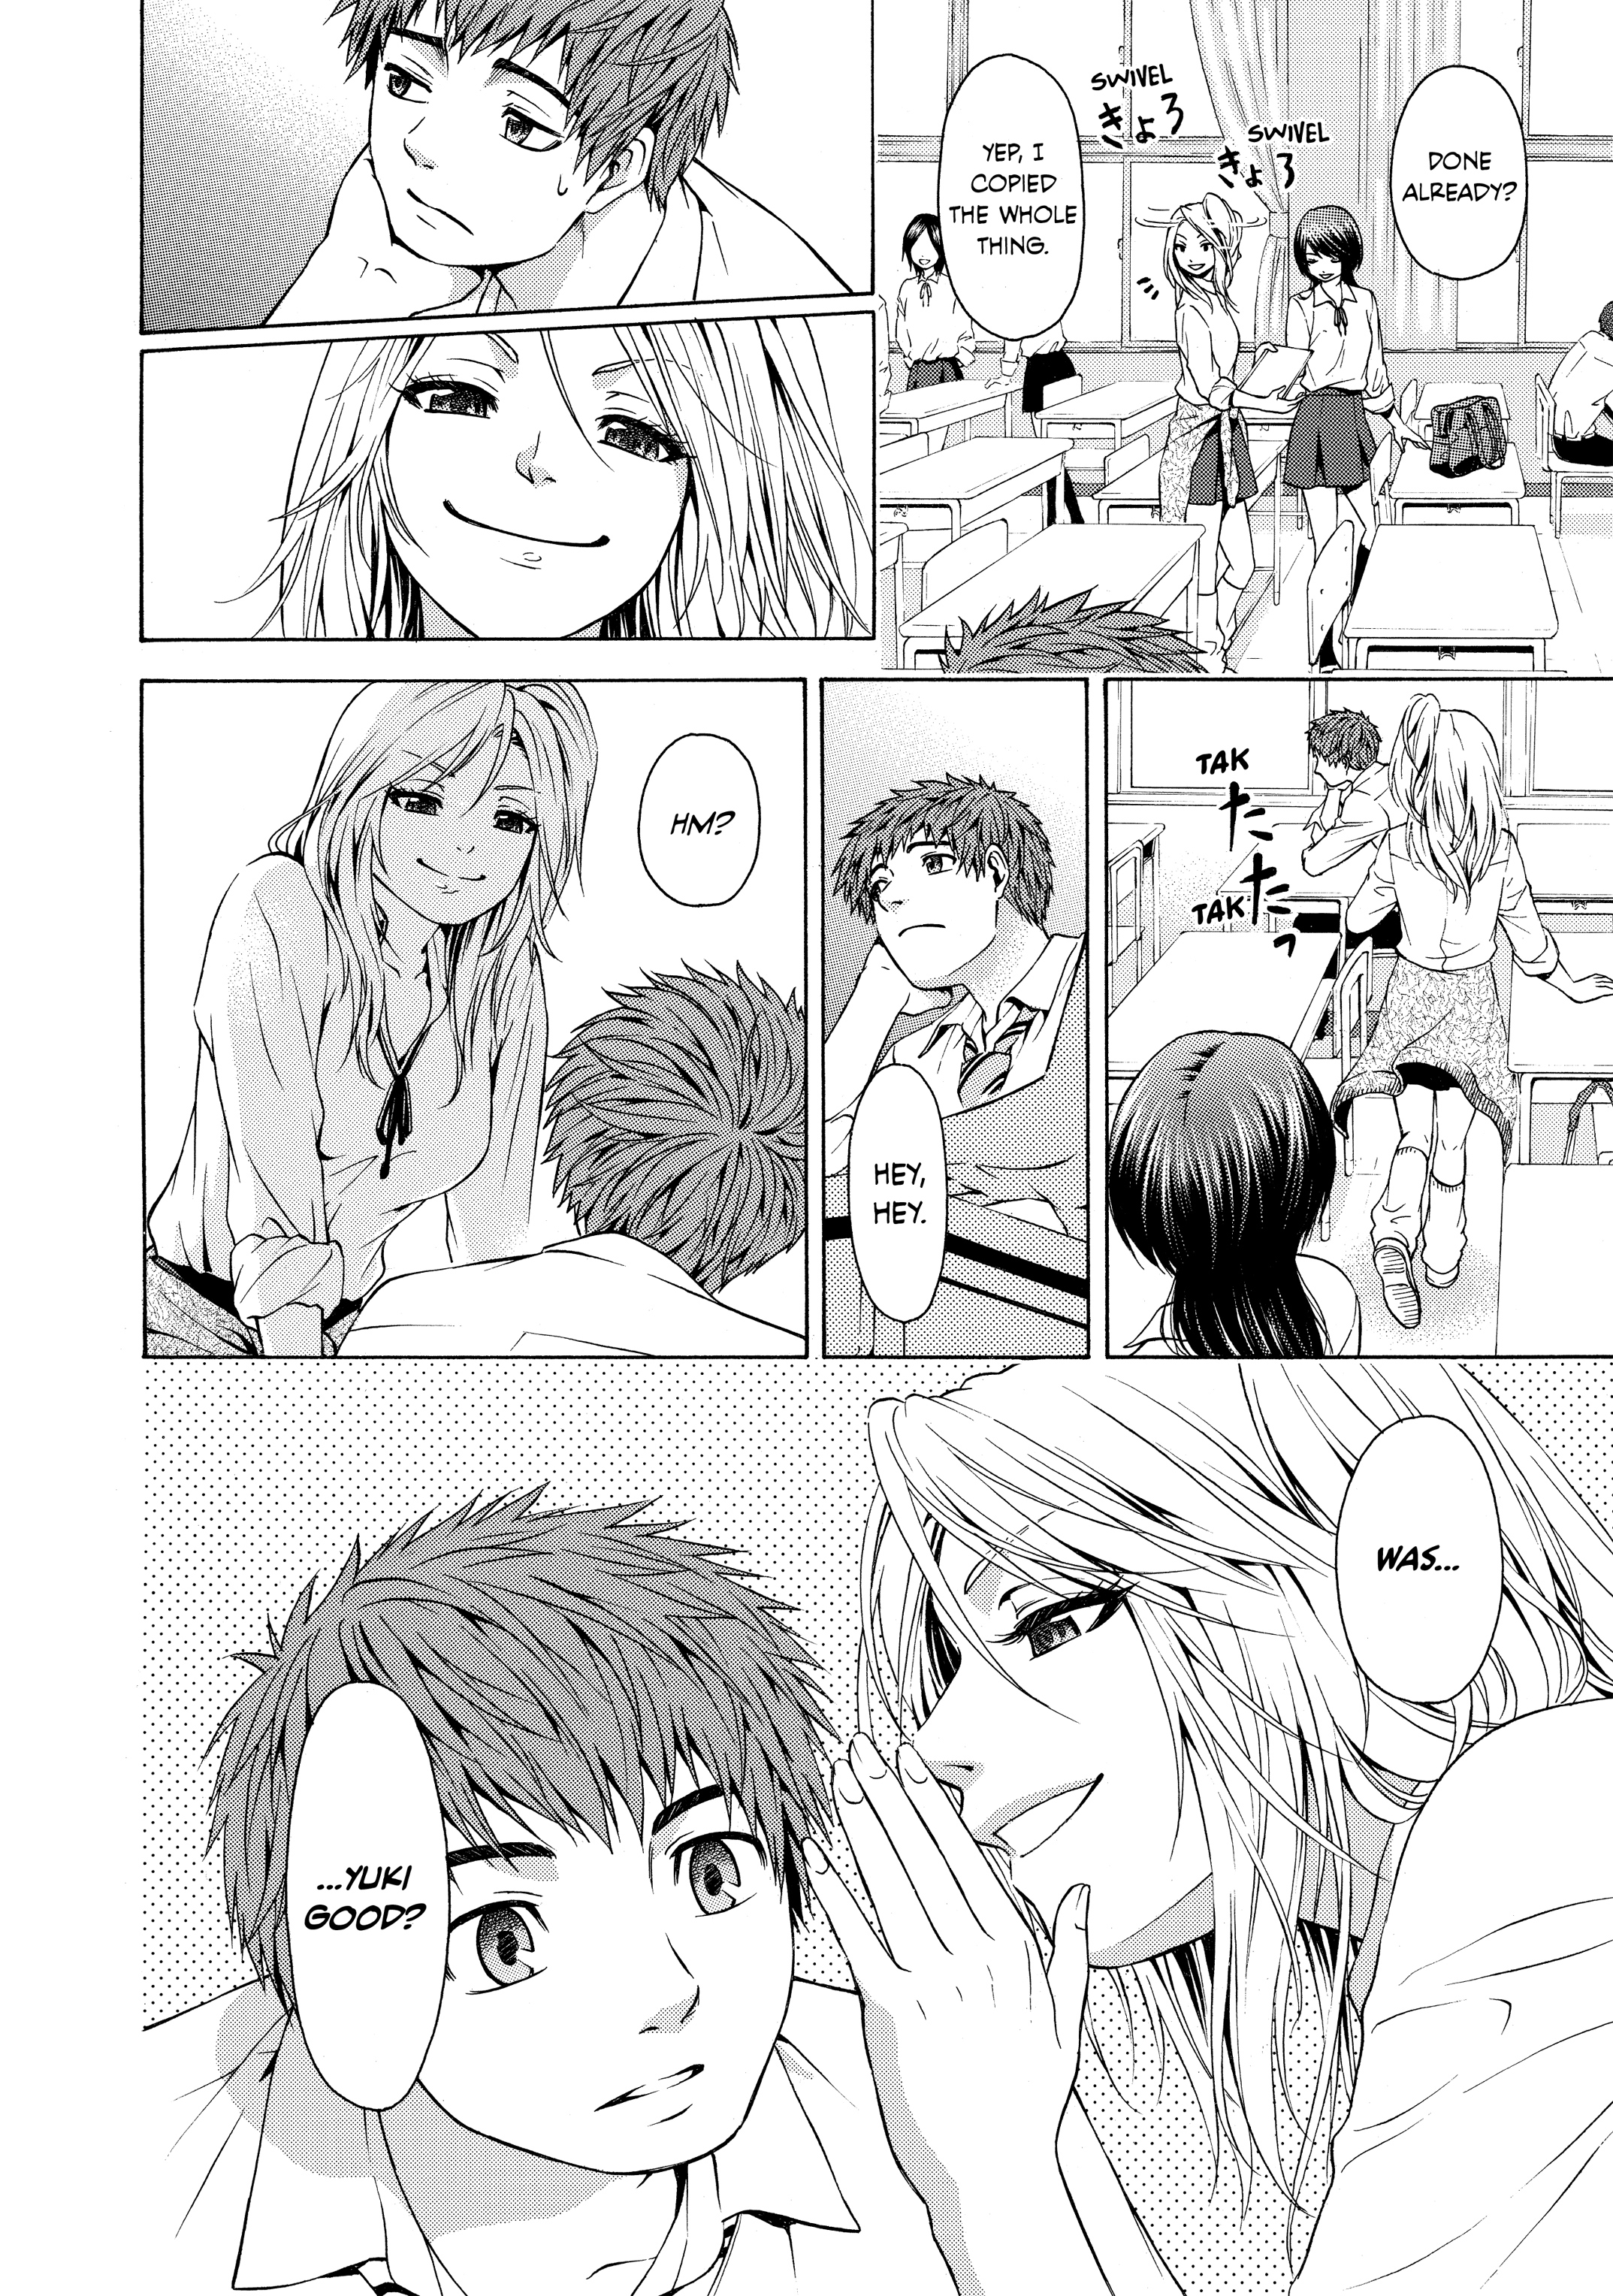 DONE
ALREADY?
SWIVEL
きょろ
SWIVEL
きょろ
YEP, I
COPIED
THE WHOLE
THING.
TAK
た
TAK
たっ
HEY,
HEY.
HM?
WAS...
...YUKI
GOOD?